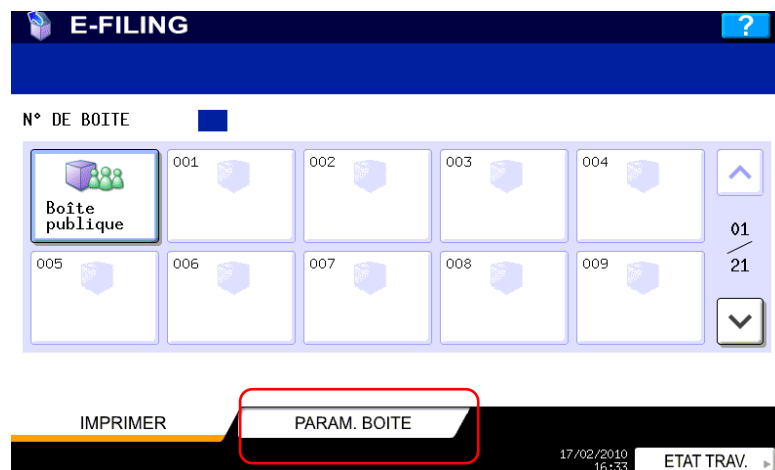 E-FILING
?
N° DE BOITE
Boîte
publique
001
002
003
004
005
006
007
008
009
01
21
IMPRIMER
PARAM. BOITE
17/02/2010
16:33
ETAT TRAV.